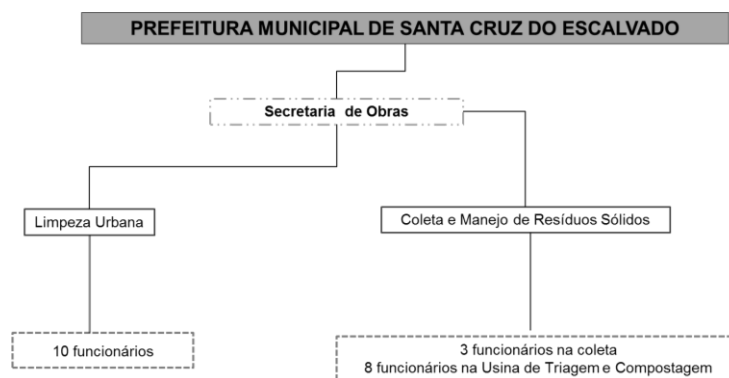 PREFEITURA MUNICIPAL DE SANTA CRUZ DO ESCALVADO
Secretaria de Obras
Limpeza Urbana
Coleta e Manejo de Resíduos Sólidos
10 funcionários
3 funcionários na coleta
8 funcionários na Usina de Triagem e Compostagem